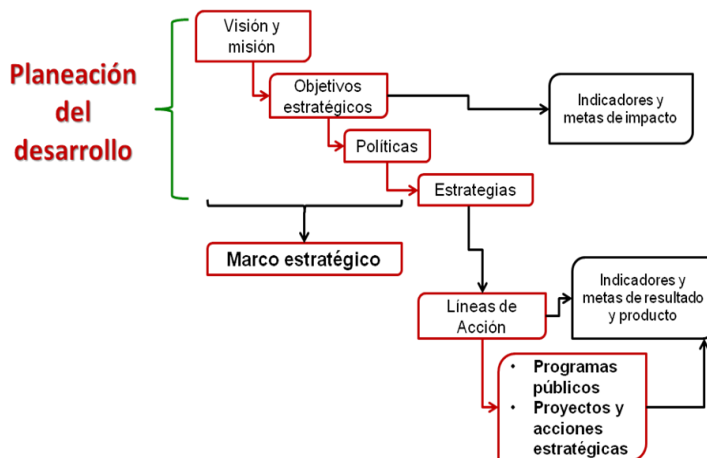 Planeación
del
desarrollo
Visión y
misión
Objetivos
estratégicos
Indicadores y
metas de impacto
Políticas
Estrategias
Marco estratégico
Líneas de
Acción
Indicadores y
metas de resultado
y producto
• Programas
públicos
• Proyectos y
acciones
estratégicas